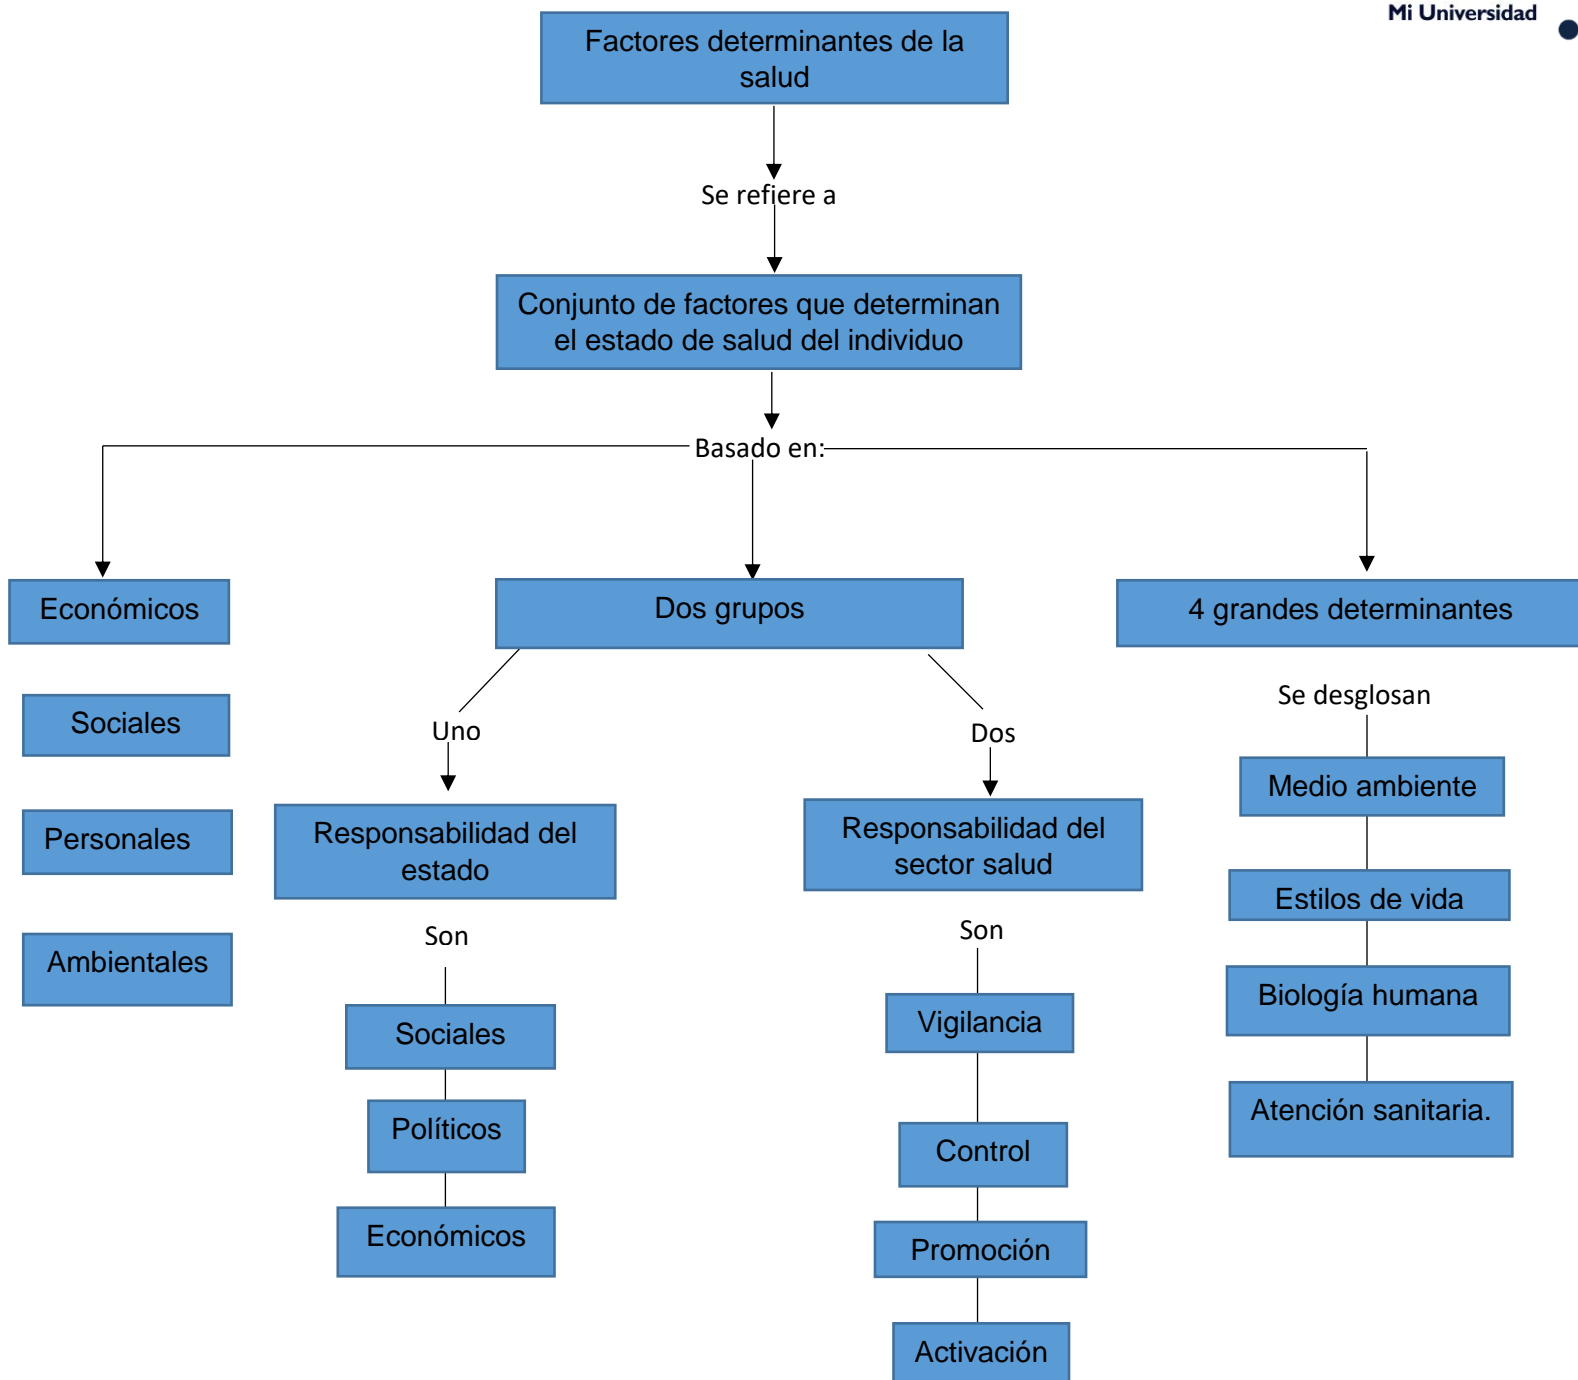 Mi Universidad
Factores determinantes de la
salud
Se refiere a
Conjunto de factores que determinan
el estado de salud del individuo
Basado en:
Económicos
Sociales
Personales
Ambientales
Dos grupos
Uno
Responsabilidad del
estado
Son
Sociales
Políticos
Económicos
Dos
Responsabilidad del
sector salud
Son
Vigilancia
Control
Promoción
Activación
4 grandes determinantes
Se desglosan
Medio ambiente
Estilos de vida
Biología humana
Atención sanitaria.